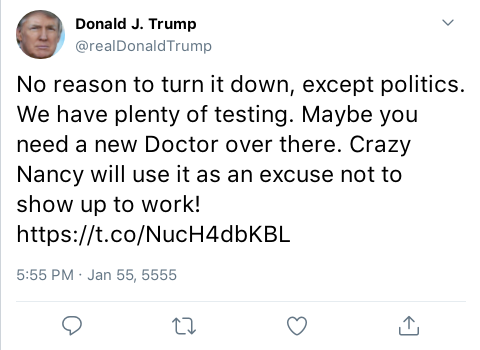 Donald J. Trump
@realDonaldTrump
No reason to turn it down, except politics.
We have plenty of testing. Maybe you
need a new Doctor over there. Crazy
Nancy will use it as an excuse not to
show up to work!
https://t.co/NucH4dbKBL
5:55 PM · Jan 55, 5555